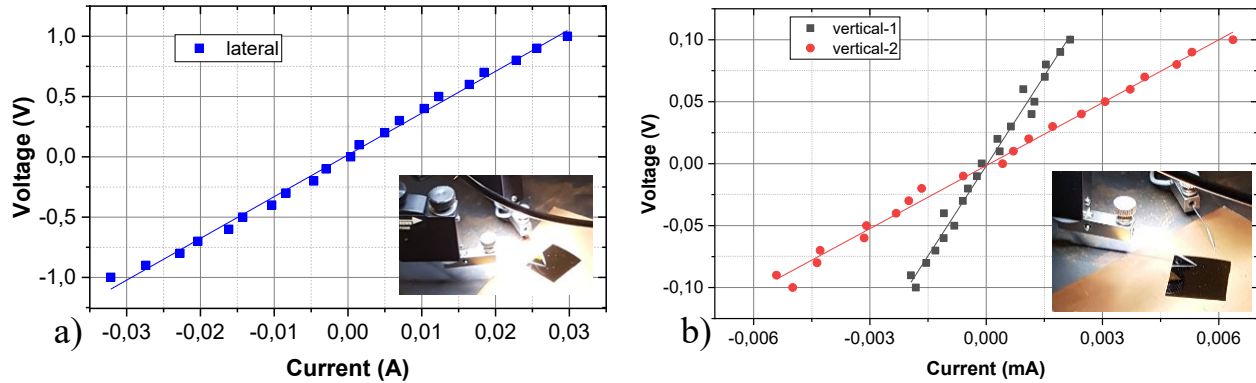 1,0
0,5
0,0
-0,5
-1,0
Voltage (V)
lateral
-0,03 -0,02 -0,01 0,00 0,01 0,02 0,03
Current (A)
a)
0,10
0,05
0,00
-0,05
-0,10
Voltage (V)
vertical-1
vertical-2
-0,006 -0,003 0,000 0,003 0,006
Current (mA)
b)